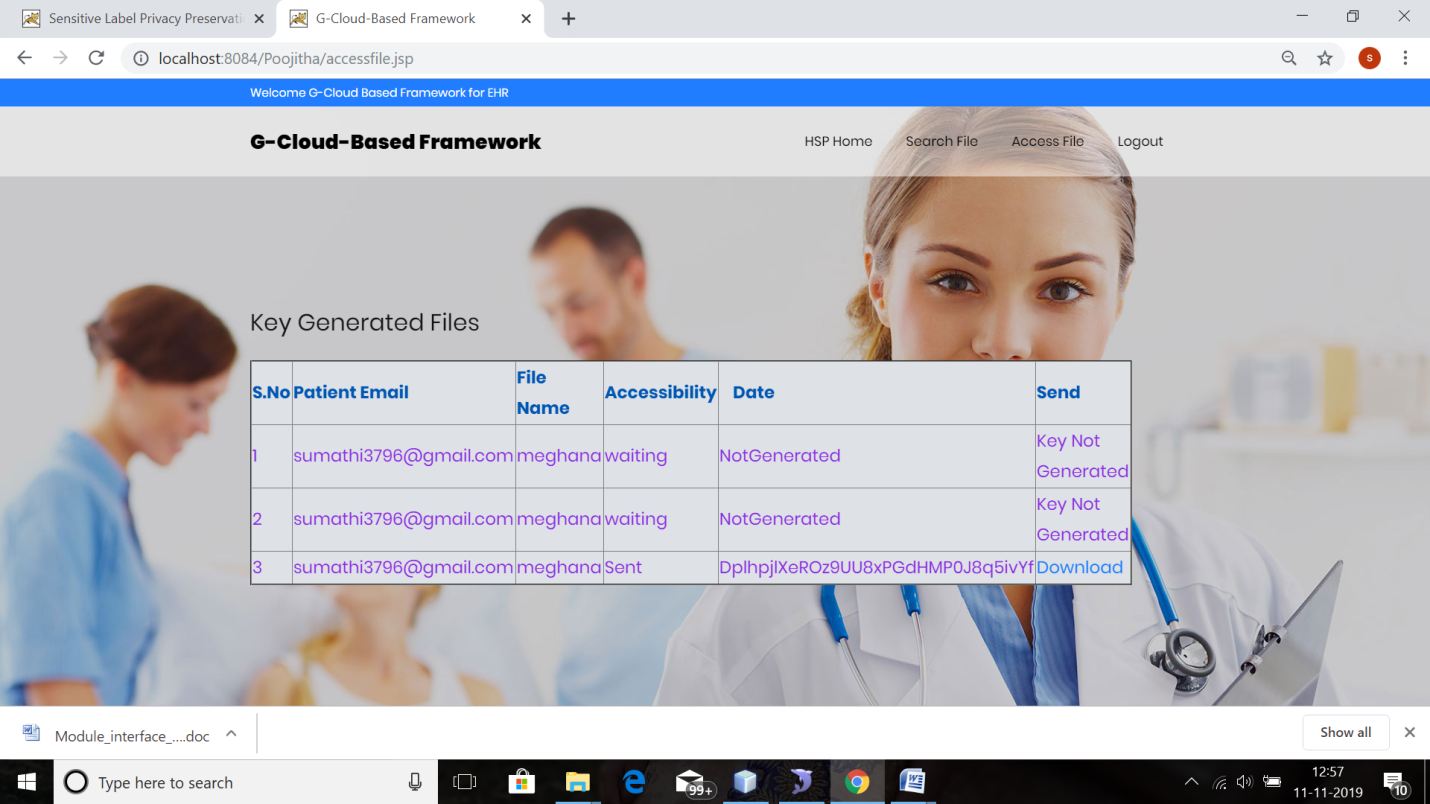 Sensitive Label Privacy Preservati
G-Cloud-Based Framework
localhost:8084/Poojitha/accessfile.jsp
s
Welcome G-Cloud Based Framework for EHR
G-Cloud-Based Framework
HSP Home
Search File
Access File
Logout
Key Generated Files
S.No Patient Email File Name Accessibility Date Send
1 sumathi3796@gmail.com meghana waiting NotGenerated Key Not Generated
2 sumathi3796@gmail.com meghana waiting NotGenerated Key Not Generated
3 sumathi3796@gmail.com meghana Sent DplhpjlXeROz9UU8xPGdHMP0J8q5ivYf Download
Module_interface_....doc
Show all
Type here to search
99+
12:57
11-11-2019
10